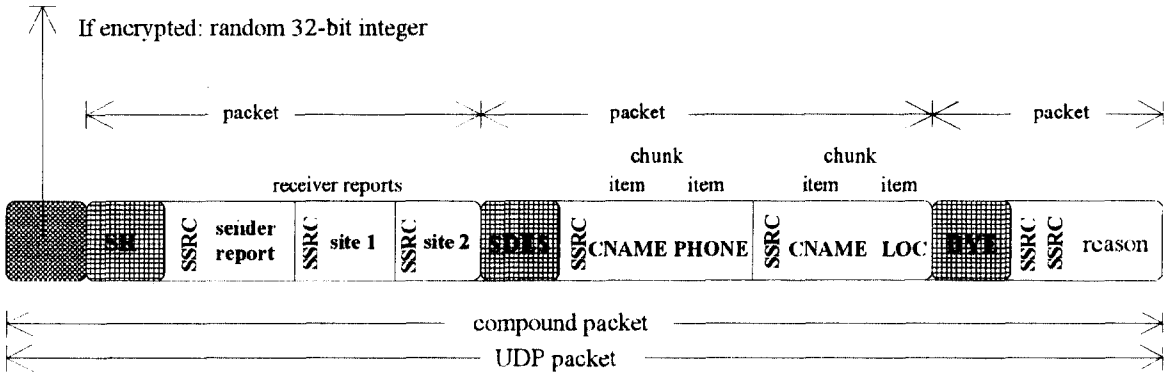 If encrypted: random 32-bit integer
packet packet packet
chunk chunk
receiver reports item item item item
SR SSRC sender report SSRC site 1 SSRC site 2 SDES SSRC CNAME PHONE SSRC CNAME LOC BYE SSRC SSRC reason
compound packet
UDP packet